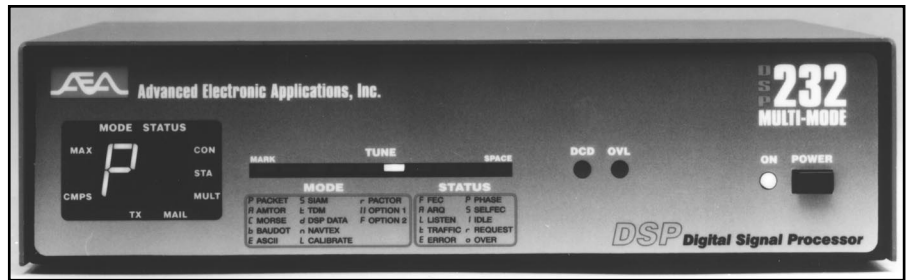 AEA Advanced Electronic Applications, Inc.
DSP 232
MULTI-MODE
MODE STATUS
MAX CON
P
STA
CMPS MULT
TX MAIL
MARK TUNE SPACE
DCD OVL
ON POWER
MODE
P PACKET S SIAM r PACTOR
A AMTOR t TDM II OPTION 1
C MORSE d DSP DATA F OPTION 2
b BAUDOT n NAVTEX
E ASCII L CALIBRATE
STATUS
F FEC P PHASE
A ARQ S SELFEC
L LISTEN I IDLE
t TRAFFIC r REQUEST
E ERROR o OVER
DSP Digital Signal Processor